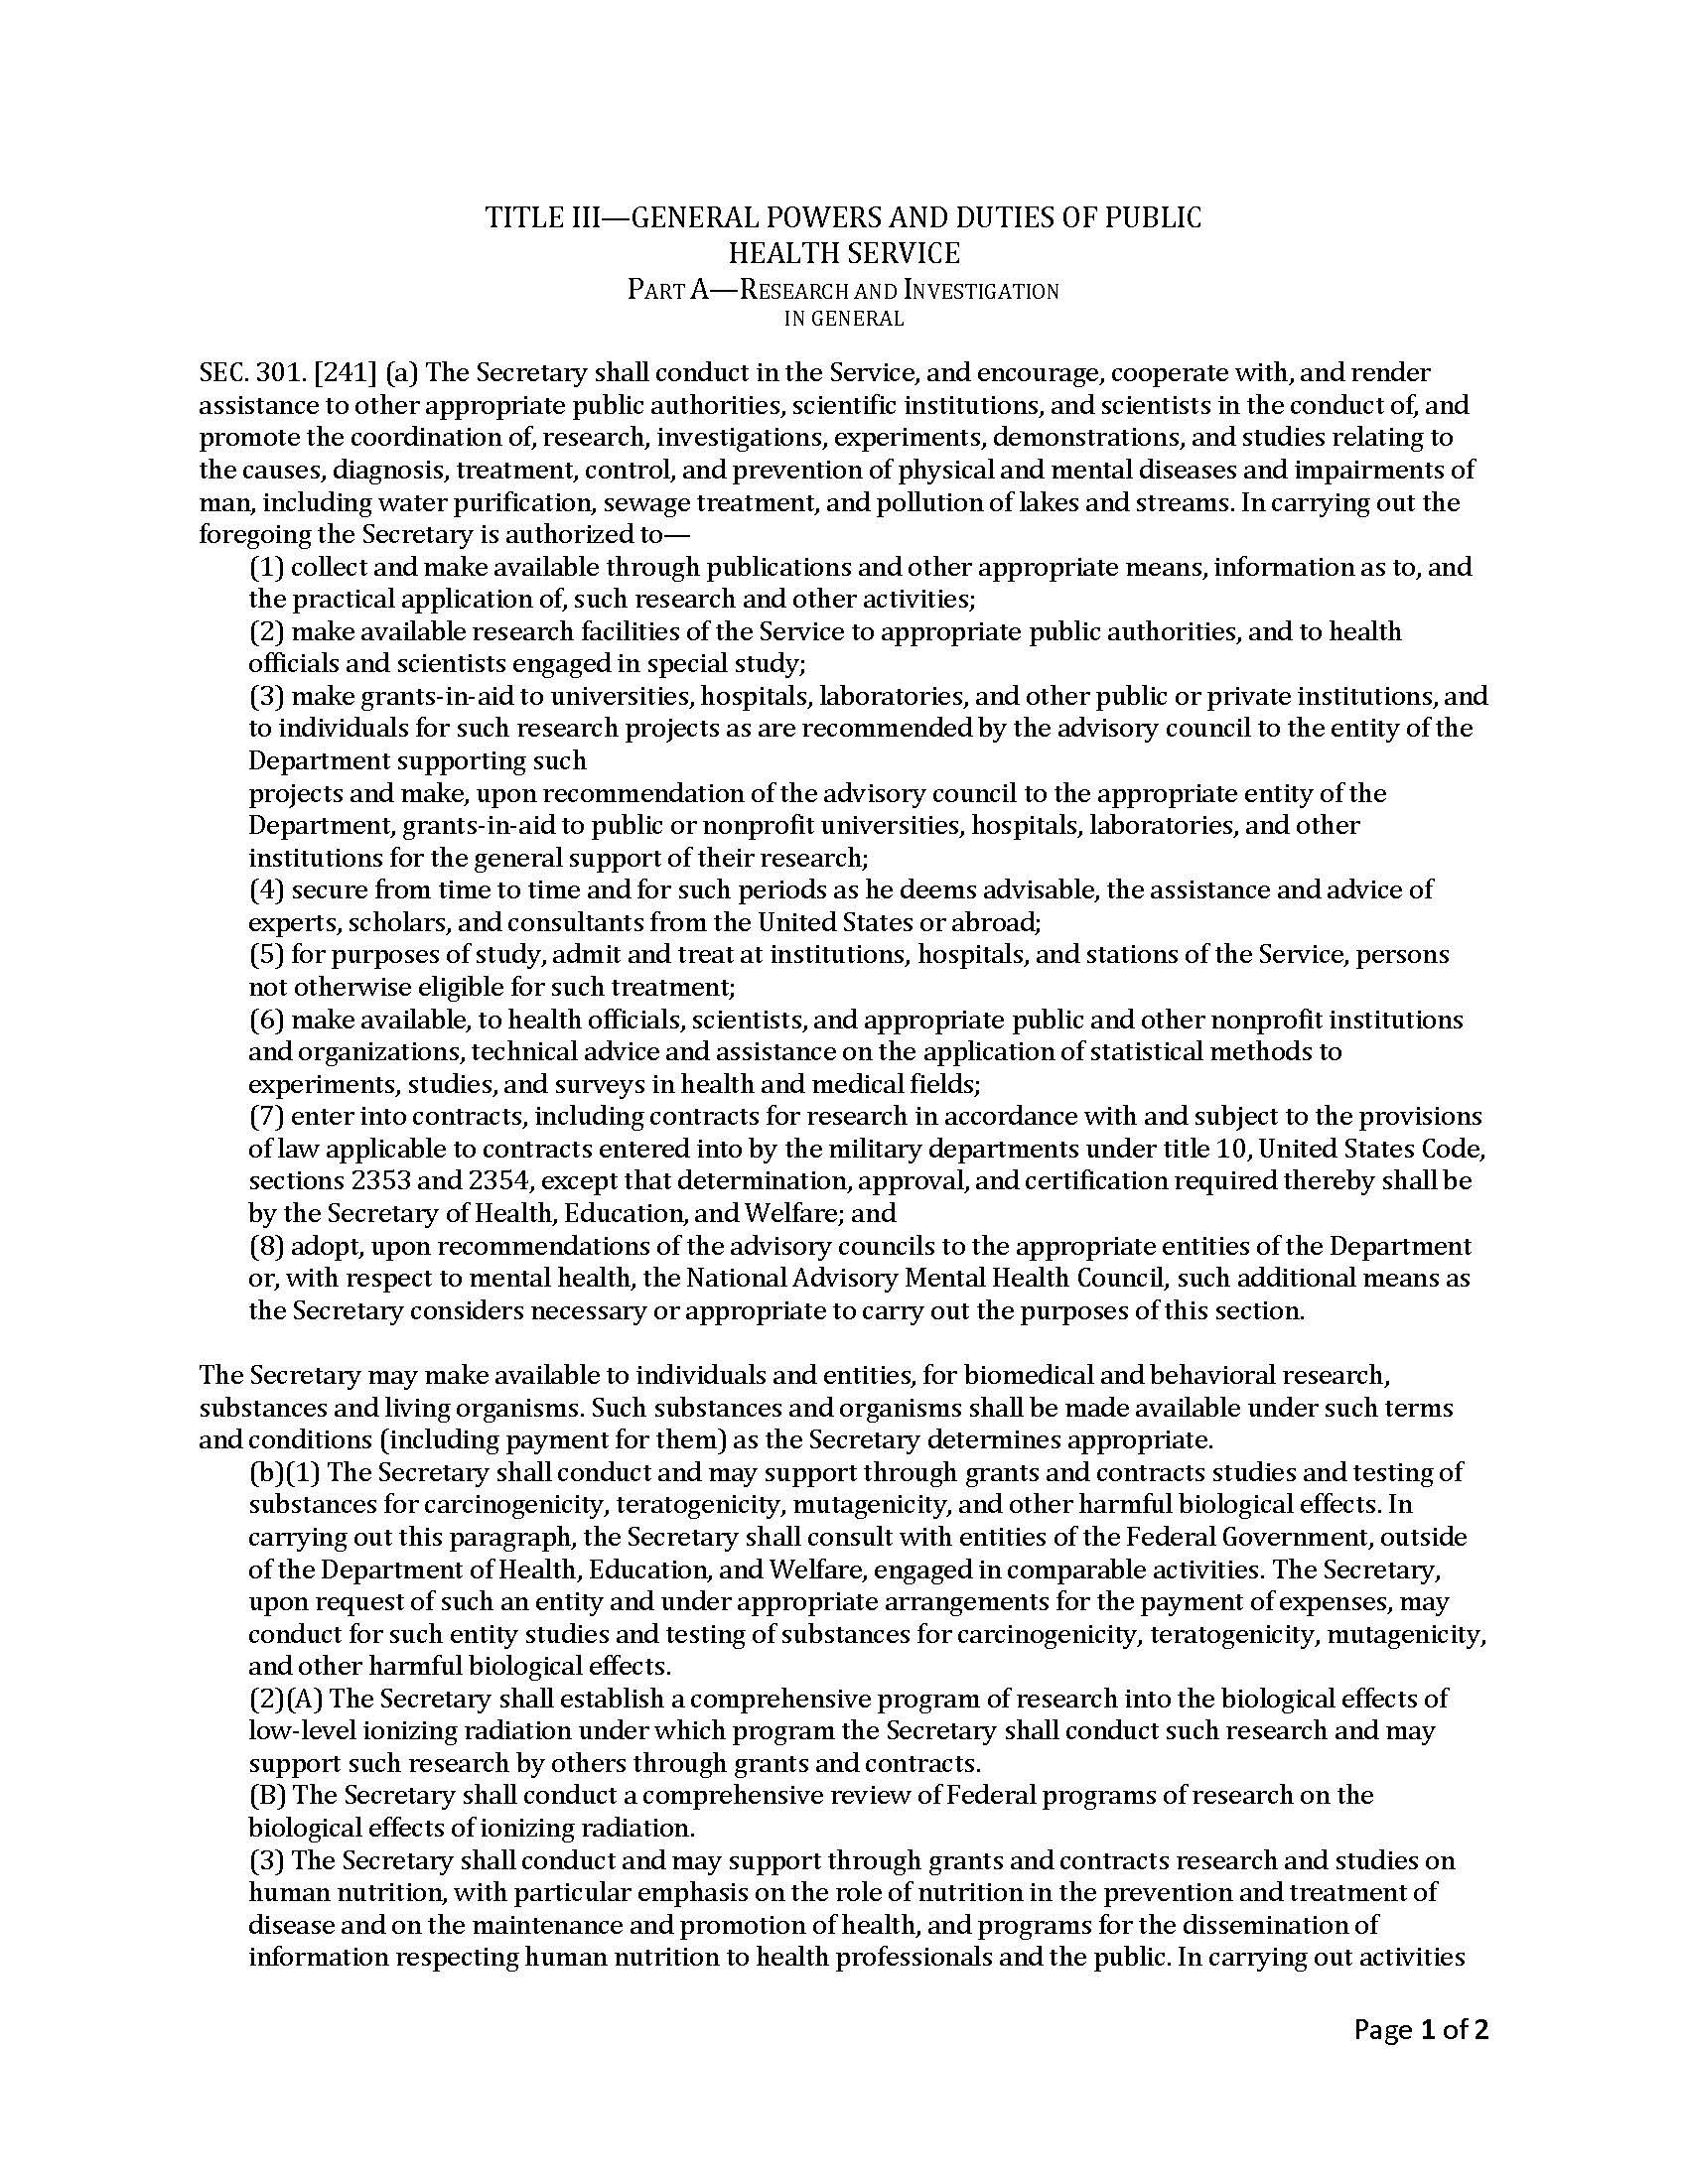 TITLE III—GENERAL POWERS AND DUTIES OF PUBLIC
HEALTH SERVICE
PART A—RESEARCH AND INVESTIGATION
IN GENERAL
SEC. 301. [241] (a) The Secretary shall conduct in the Service, and encourage, cooperate with, and render
assistance to other appropriate public authorities, scientific institutions, and scientists in the conduct of, and
promote the coordination of, research, investigations, experiments, demonstrations, and studies relating to
the causes, diagnosis, treatment, control, and prevention of physical and mental diseases and impairments of
man, including water purification, sewage treatment, and pollution of lakes and streams. In carrying out the
foregoing the Secretary is authorized to—
(1) collect and make available through publications and other appropriate means, information as to, and
the practical application of, such research and other activities;
(2) make available research facilities of the Service to appropriate public authorities, and to health
officials and scientists engaged in special study;
(3) make grants-in-aid to universities, hospitals, laboratories, and other public or private institutions, and
to individuals for such research projects as are recommended by the advisory council to the entity of the
Department supporting such
projects and make, upon recommendation of the advisory council to the appropriate entity of the
Department, grants-in-aid to public or nonprofit universities, hospitals, laboratories, and other
institutions for the general support of their research;
(4) secure from time to time and for such periods as he deems advisable, the assistance and advice of
experts, scholars, and consultants from the United States or abroad;
(5) for purposes of study, admit and treat at institutions, hospitals, and stations of the Service, persons
not otherwise eligible for such treatment;
(6) make available, to health officials, scientists, and appropriate public and other nonprofit institutions
and organizations, technical advice and assistance on the application of statistical methods to
experiments, studies, and surveys in health and medical fields;
(7) enter into contracts, including contracts for research in accordance with and subject to the provisions
of law applicable to contracts entered into by the military departments under title 10, United States Code,
sections 2353 and 2354, except that determination, approval, and certification required thereby shall be
by the Secretary of Health, Education, and Welfare; and
(8) adopt, upon recommendations of the advisory councils to the appropriate entities of the Department
or, with respect to mental health, the National Advisory Mental Health Council, such additional means as
the Secretary considers necessary or appropriate to carry out the purposes of this section.
The Secretary may make available to individuals and entities, for biomedical and behavioral research,
substances and living organisms. Such substances and organisms shall be made available under such terms
and conditions (including payment for them) as the Secretary determines appropriate.
(b)(1) The Secretary shall conduct and may support through grants and contracts studies and testing of
substances for carcinogenicity, teratogenicity, mutagenicity, and other harmful biological effects. In
carrying out this paragraph, the Secretary shall consult with entities of the Federal Government, outside
of the Department of Health, Education, and Welfare, engaged in comparable activities. The Secretary,
upon request of such an entity and under appropriate arrangements for the payment of expenses, may
conduct for such entity studies and testing of substances for carcinogenicity, teratogenicity, mutagenicity,
and other harmful biological effects.
(2)(A) The Secretary shall establish a comprehensive program of research into the biological effects of
low-level ionizing radiation under which program the Secretary shall conduct such research and may
support such research by others through grants and contracts.
(B) The Secretary shall conduct a comprehensive review of Federal programs of research on the
biological effects of ionizing radiation.
(3) The Secretary shall conduct and may support through grants and contracts research and studies on
human nutrition, with particular emphasis on the role of nutrition in the prevention and treatment of
disease and on the maintenance and promotion of health, and programs for the dissemination of
information respecting human nutrition to health professionals and the public. In carrying out activities
Page 1 of 2